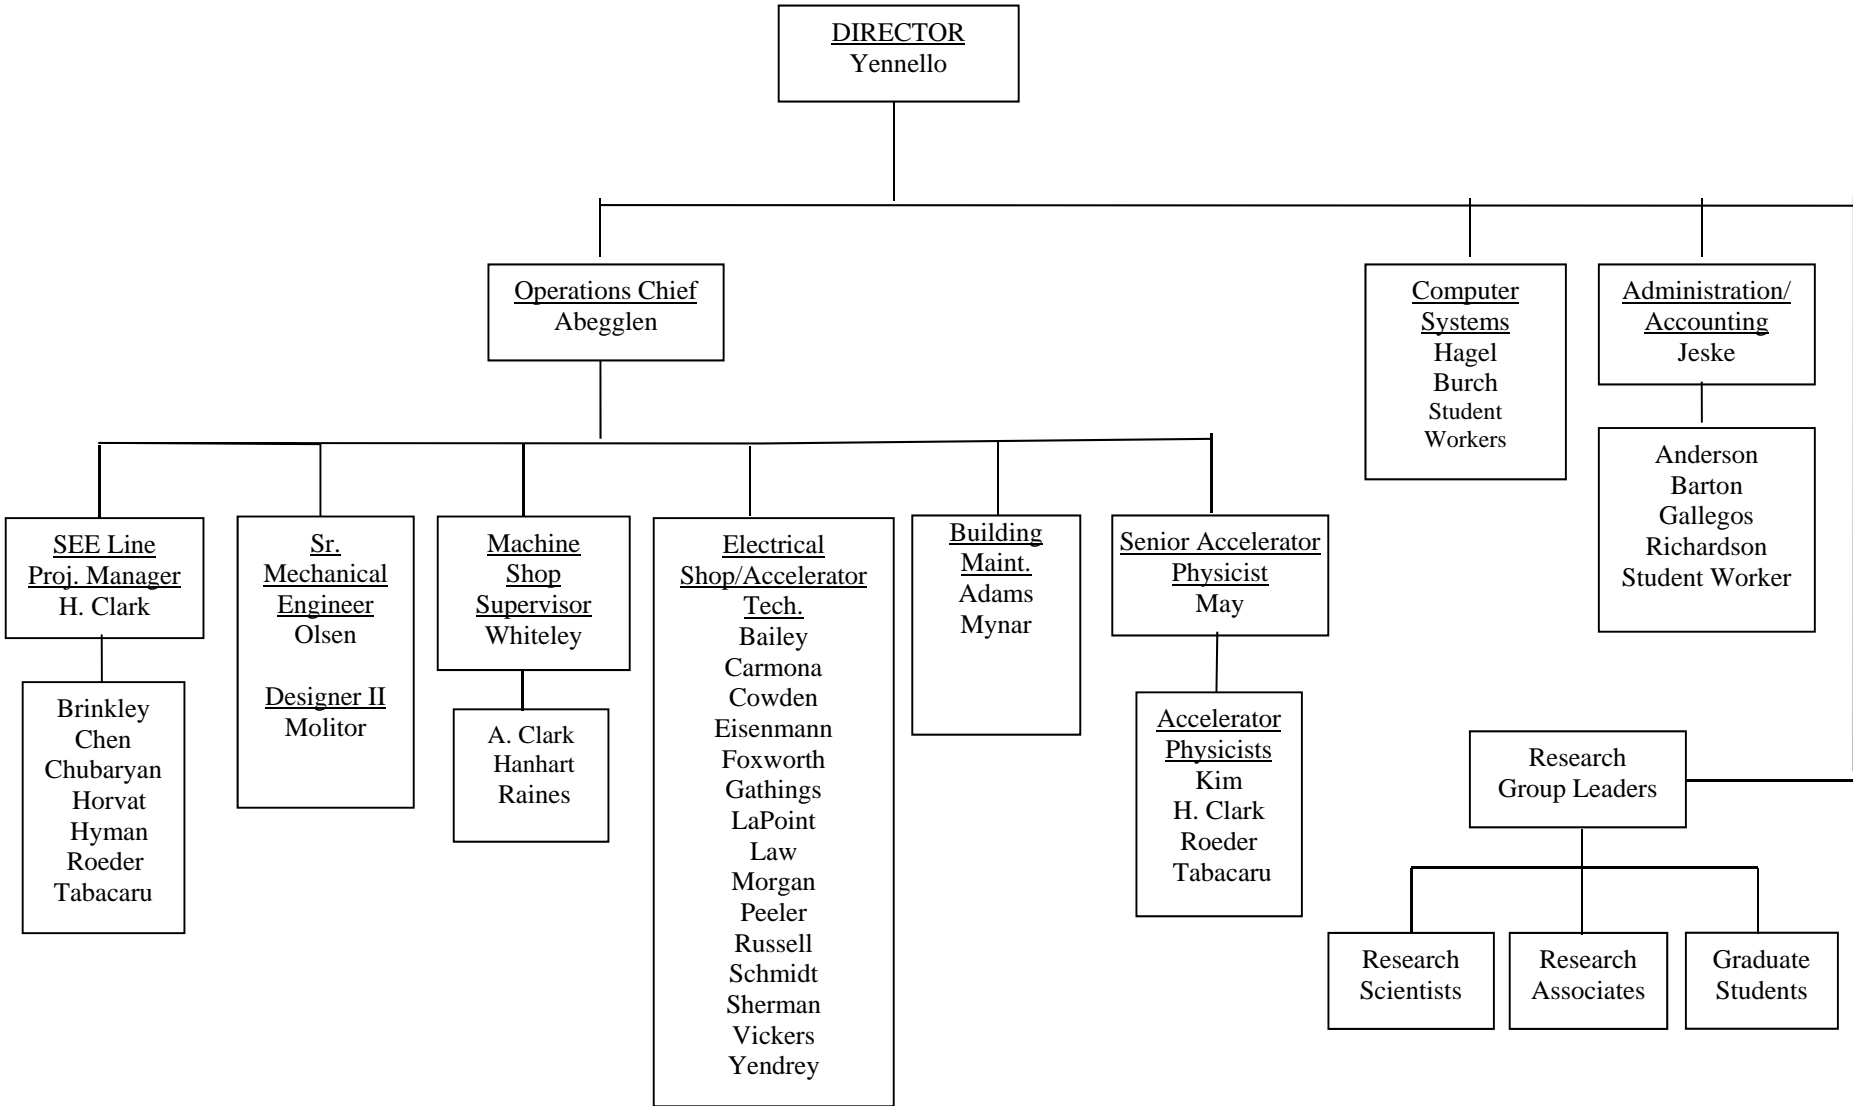 DIRECTOR
Yennello
Operations Chief
Abegglen
Computer
Systems
Hagel
Burch
Student
Workers
Administration/
Accounting
Jeske
Anderson
Barton
Gallegos
Richardson
Student Worker
SEE Line
Proj. Manager
H. Clark
Brinkley
Chen
Chubaryan
Horvat
Hyman
Roeder
Tabacaru
Sr.
Mechanical
Engineer
Olsen
Designer II
Molitor
Machine
Shop
Supervisor
Whiteley
A. Clark
Hanhart
Raines
Electrical
Shop/Accelerator
Tech.
Bailey
Carmona
Cowden
Eisenmann
Foxworth
Gathings
LaPoint
Law
Morgan
Peeler
Russell
Schmidt
Sherman
Vickers
Yendrey
Building
Maint.
Adams
Mynar
Senior Accelerator
Physicist
May
Accelerator
Physicists
Kim
H. Clark
Roeder
Tabacaru
Research
Group Leaders
Research
Scientists
Research
Associates
Graduate
Students